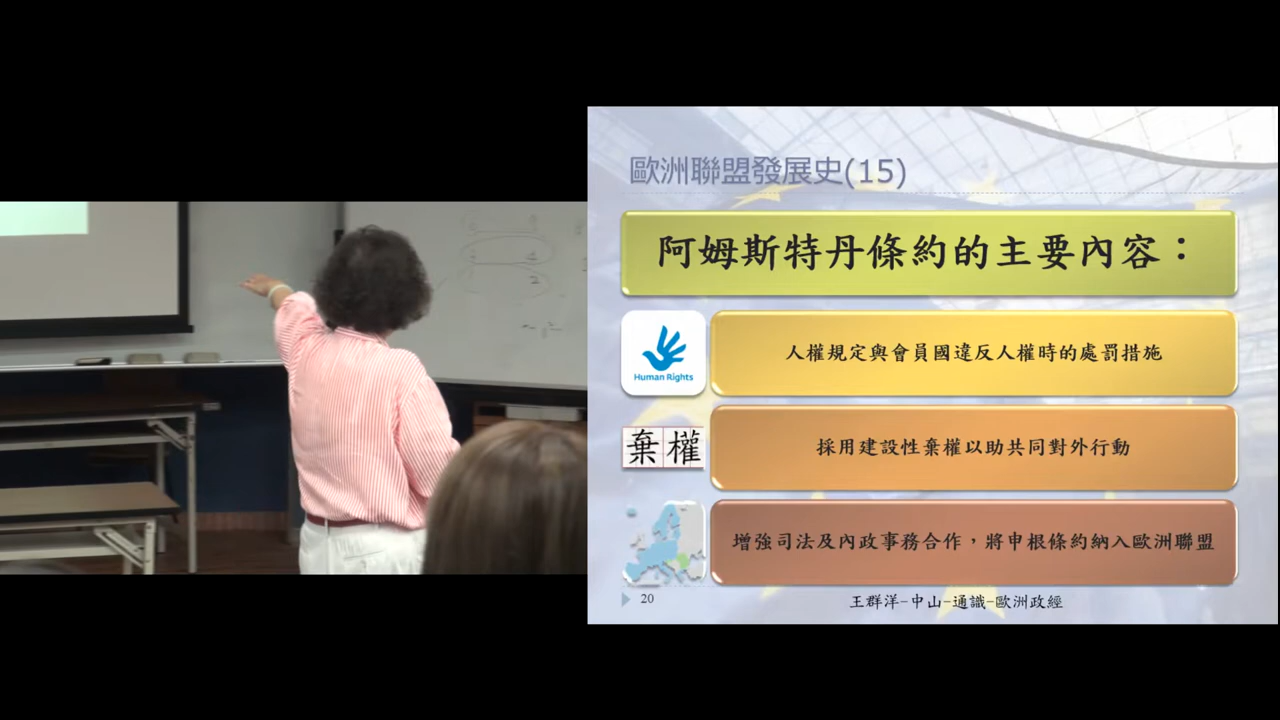 歐洲聯盟發展史(15)
阿姆斯特丹條約的主要內容：
Human Rights
人權規定與會員國違反人權時的處罰措施
棄權
採用建設性棄權以助共同對外行動
增強司法及內政事務合作，將申根條約納入歐洲聯盟
20
王群洋-中山-通識-歐洲政經